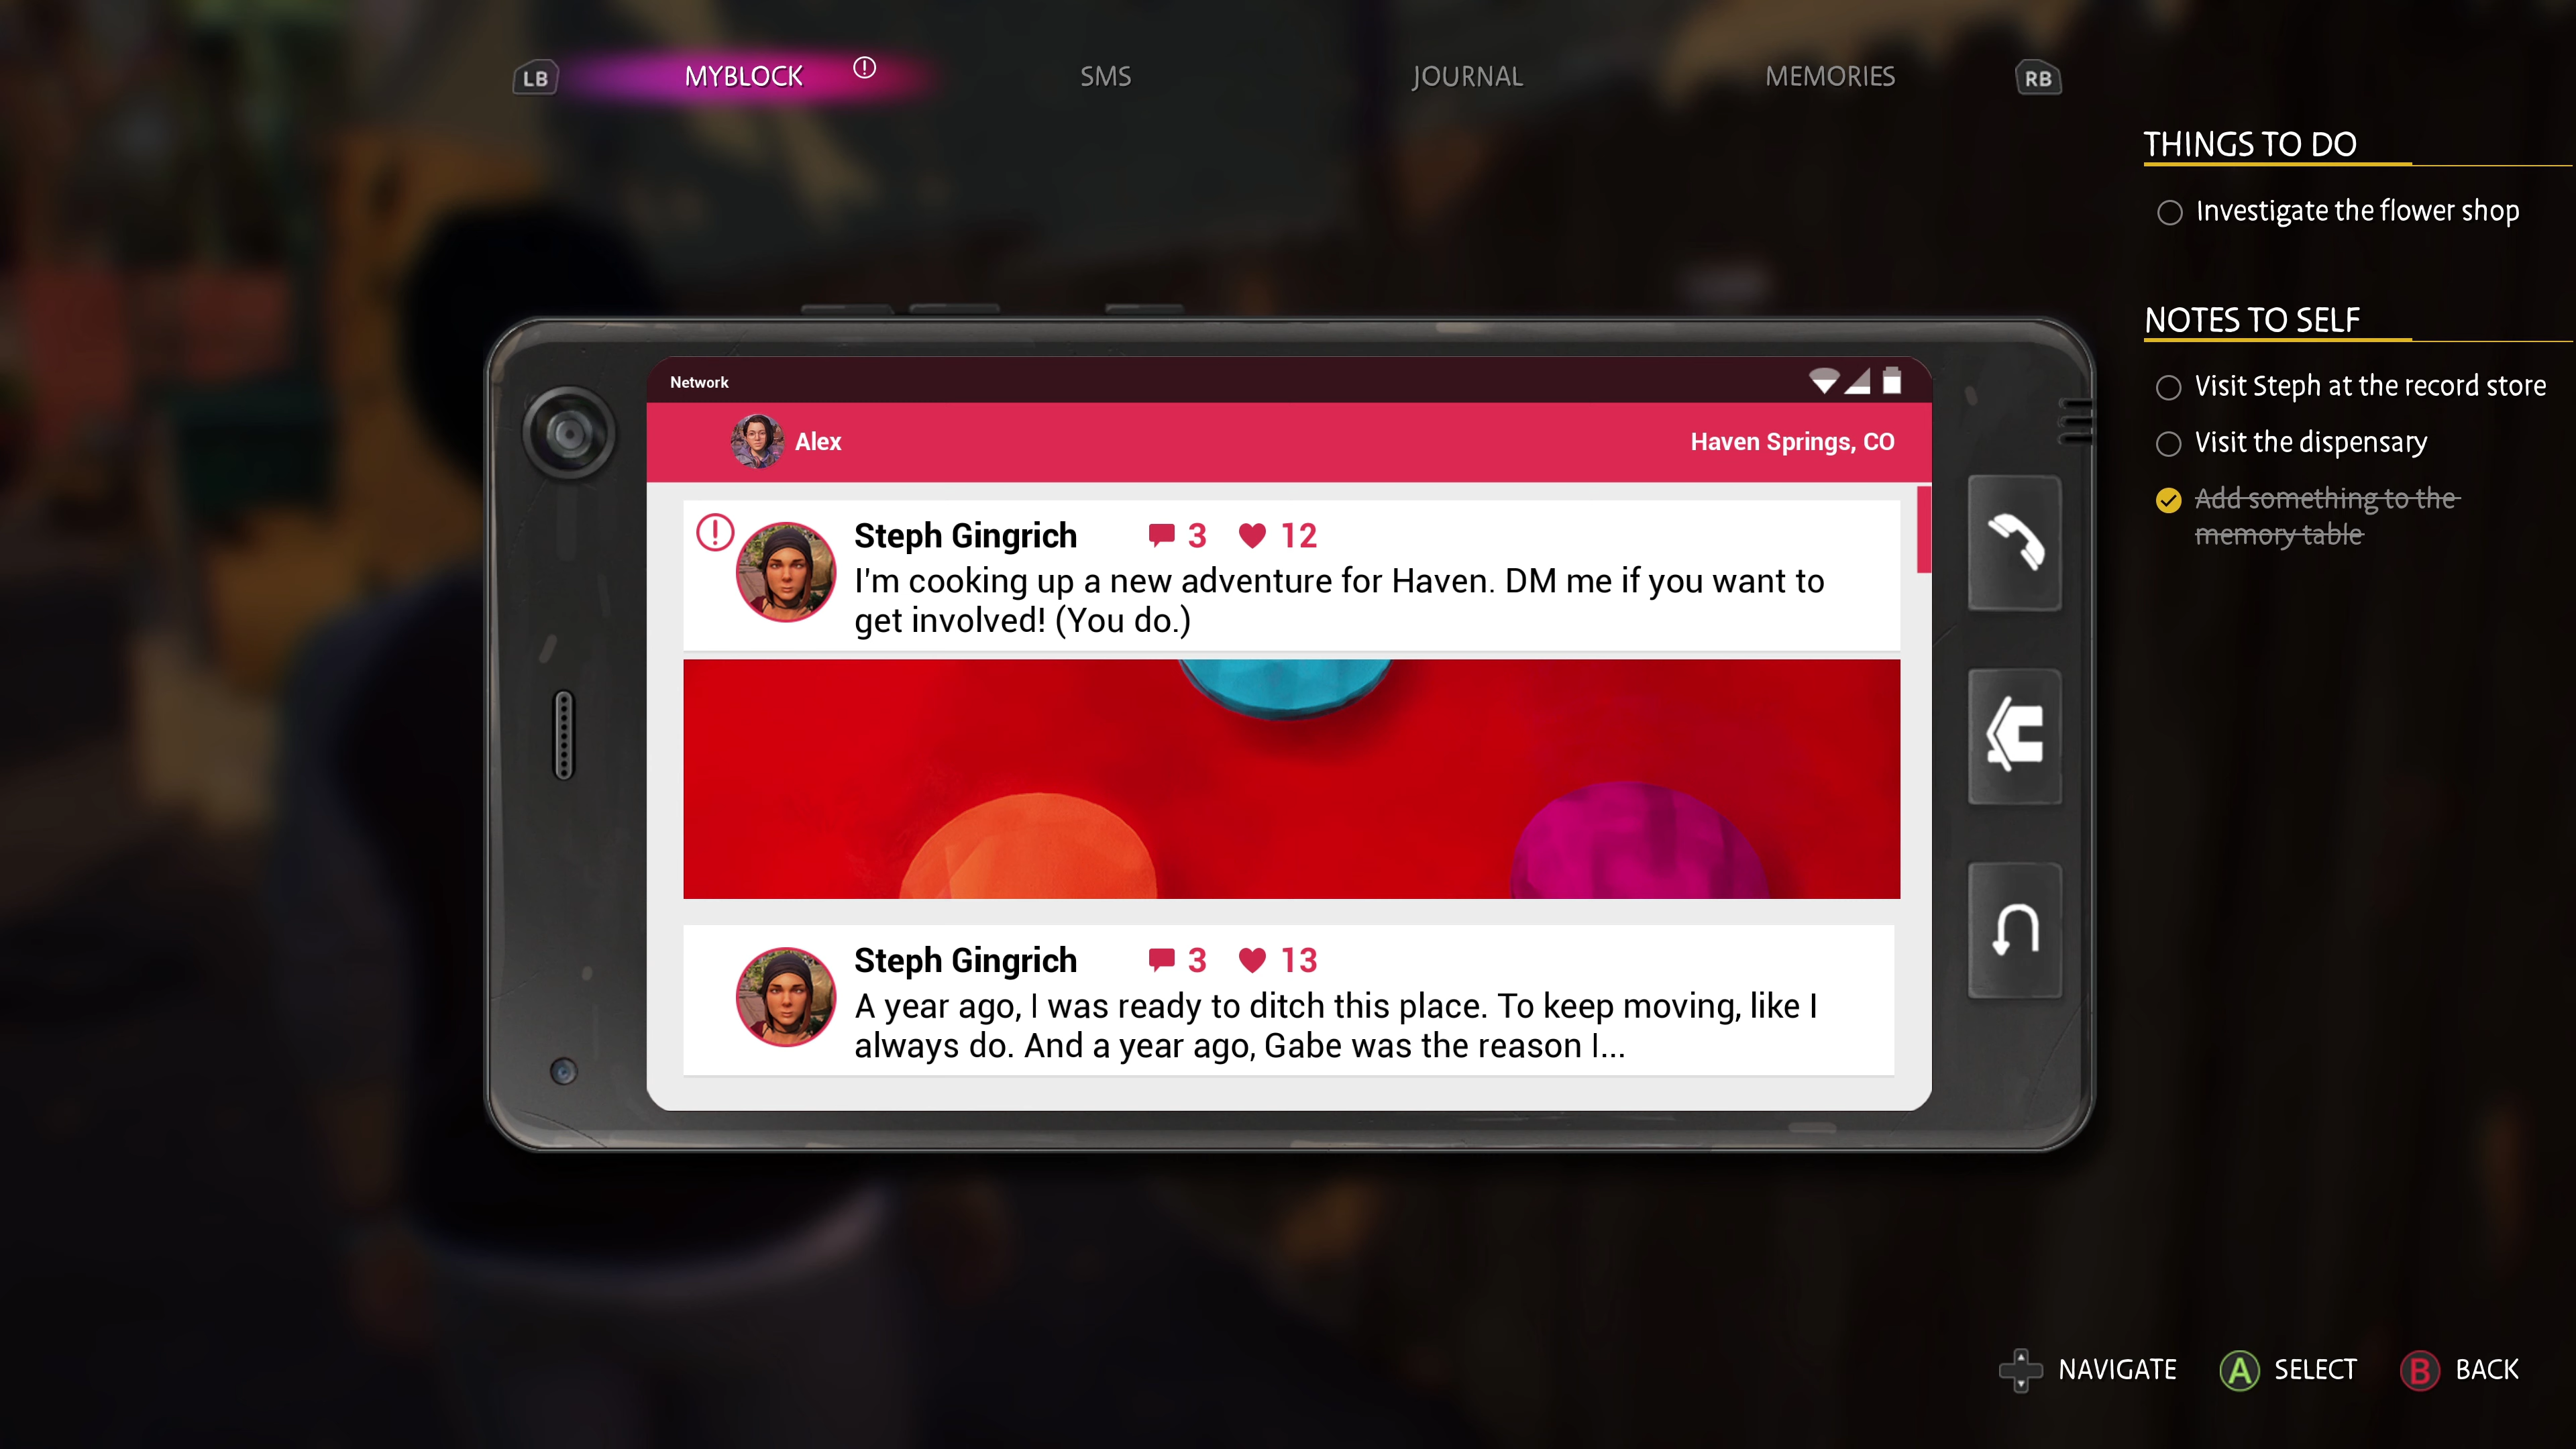 LB
MYBLOCK
SMS
JOURNAL
MEMORIES
RB
THINGS TO DO
Investigate the flower shop
NOTES TO SELF
Visit Steph at the record store
Visit the dispensary
Add something to the
memory table
Network
Alex
Haven Springs, CO
Steph Gingrich 3 12
I'm cooking up a new adventure for Haven. DM me if you want to
get involved! (You do.)
Steph Gingrich 3 13
A year ago, I was ready to ditch this place. To keep moving, like I
always do. And a year ago, Gabe was the reason I...
NAVIGATE
A SELECT
B BACK